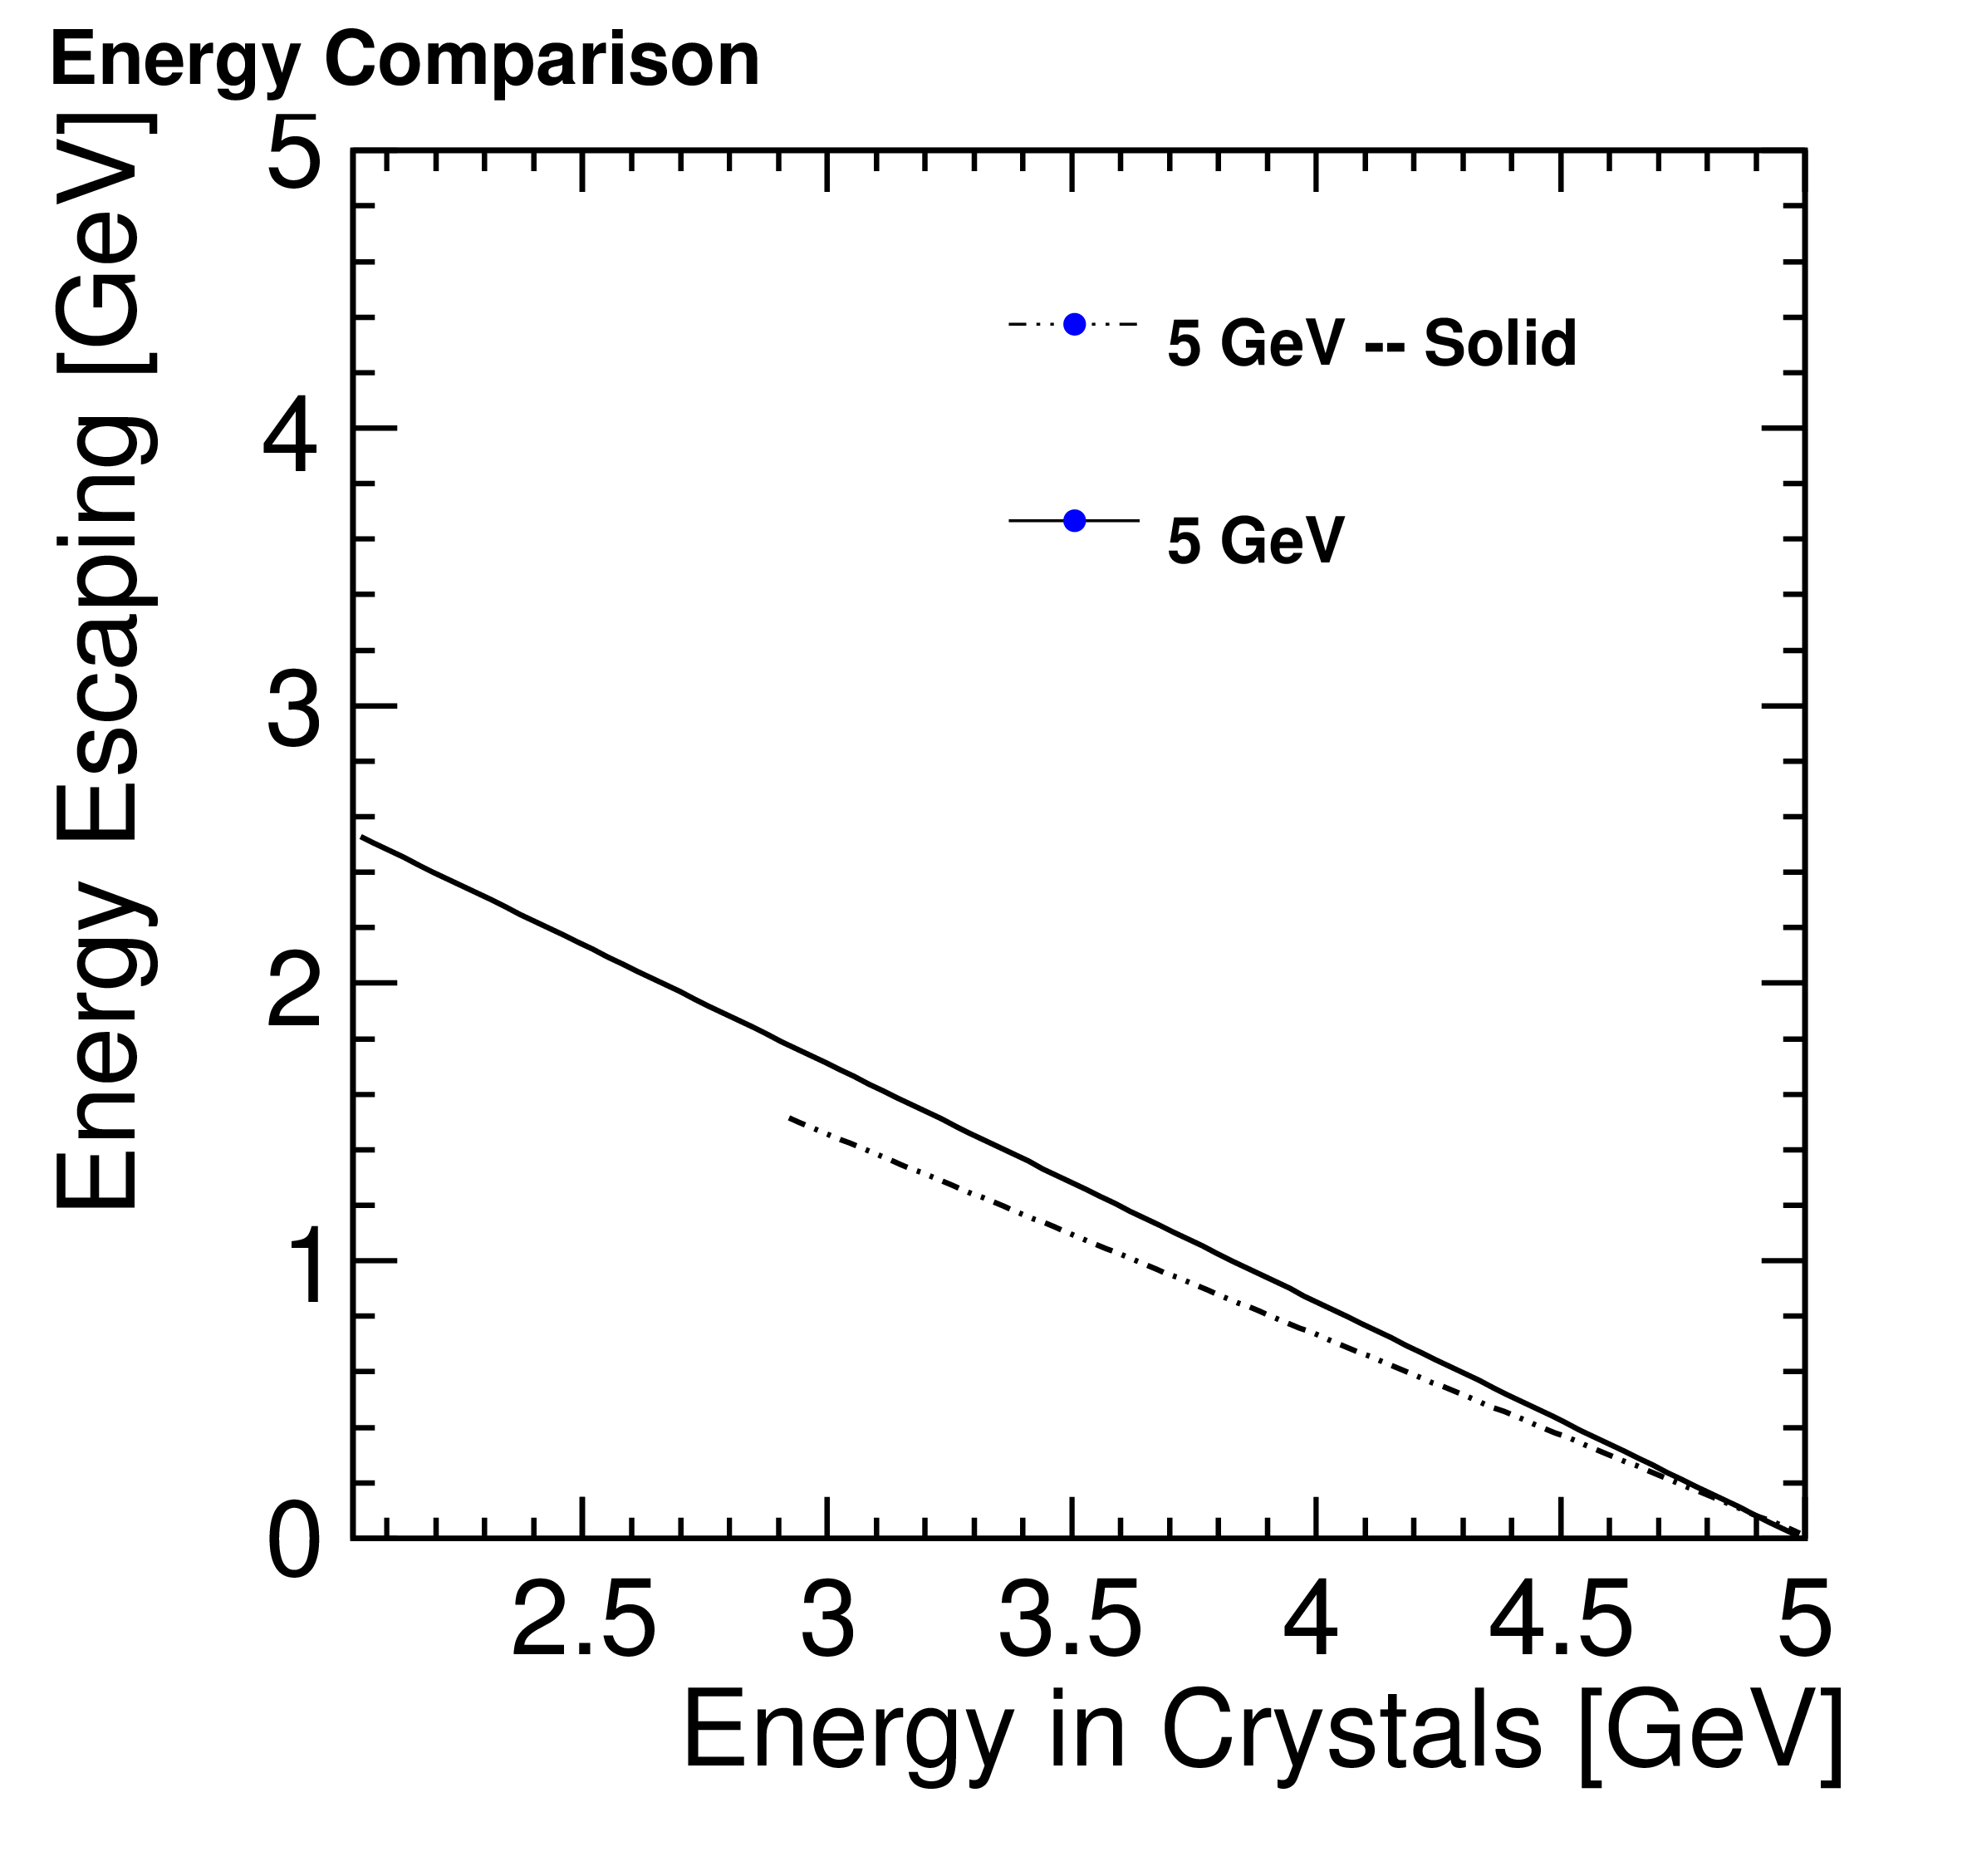 Energy Comparison
Energy Escaping [GeV]
5
4
3
2
1
0
5 GeV -- Solid
5 GeV
2.5 3 3.5 4 4.5 5
Energy in Crystals [GeV]